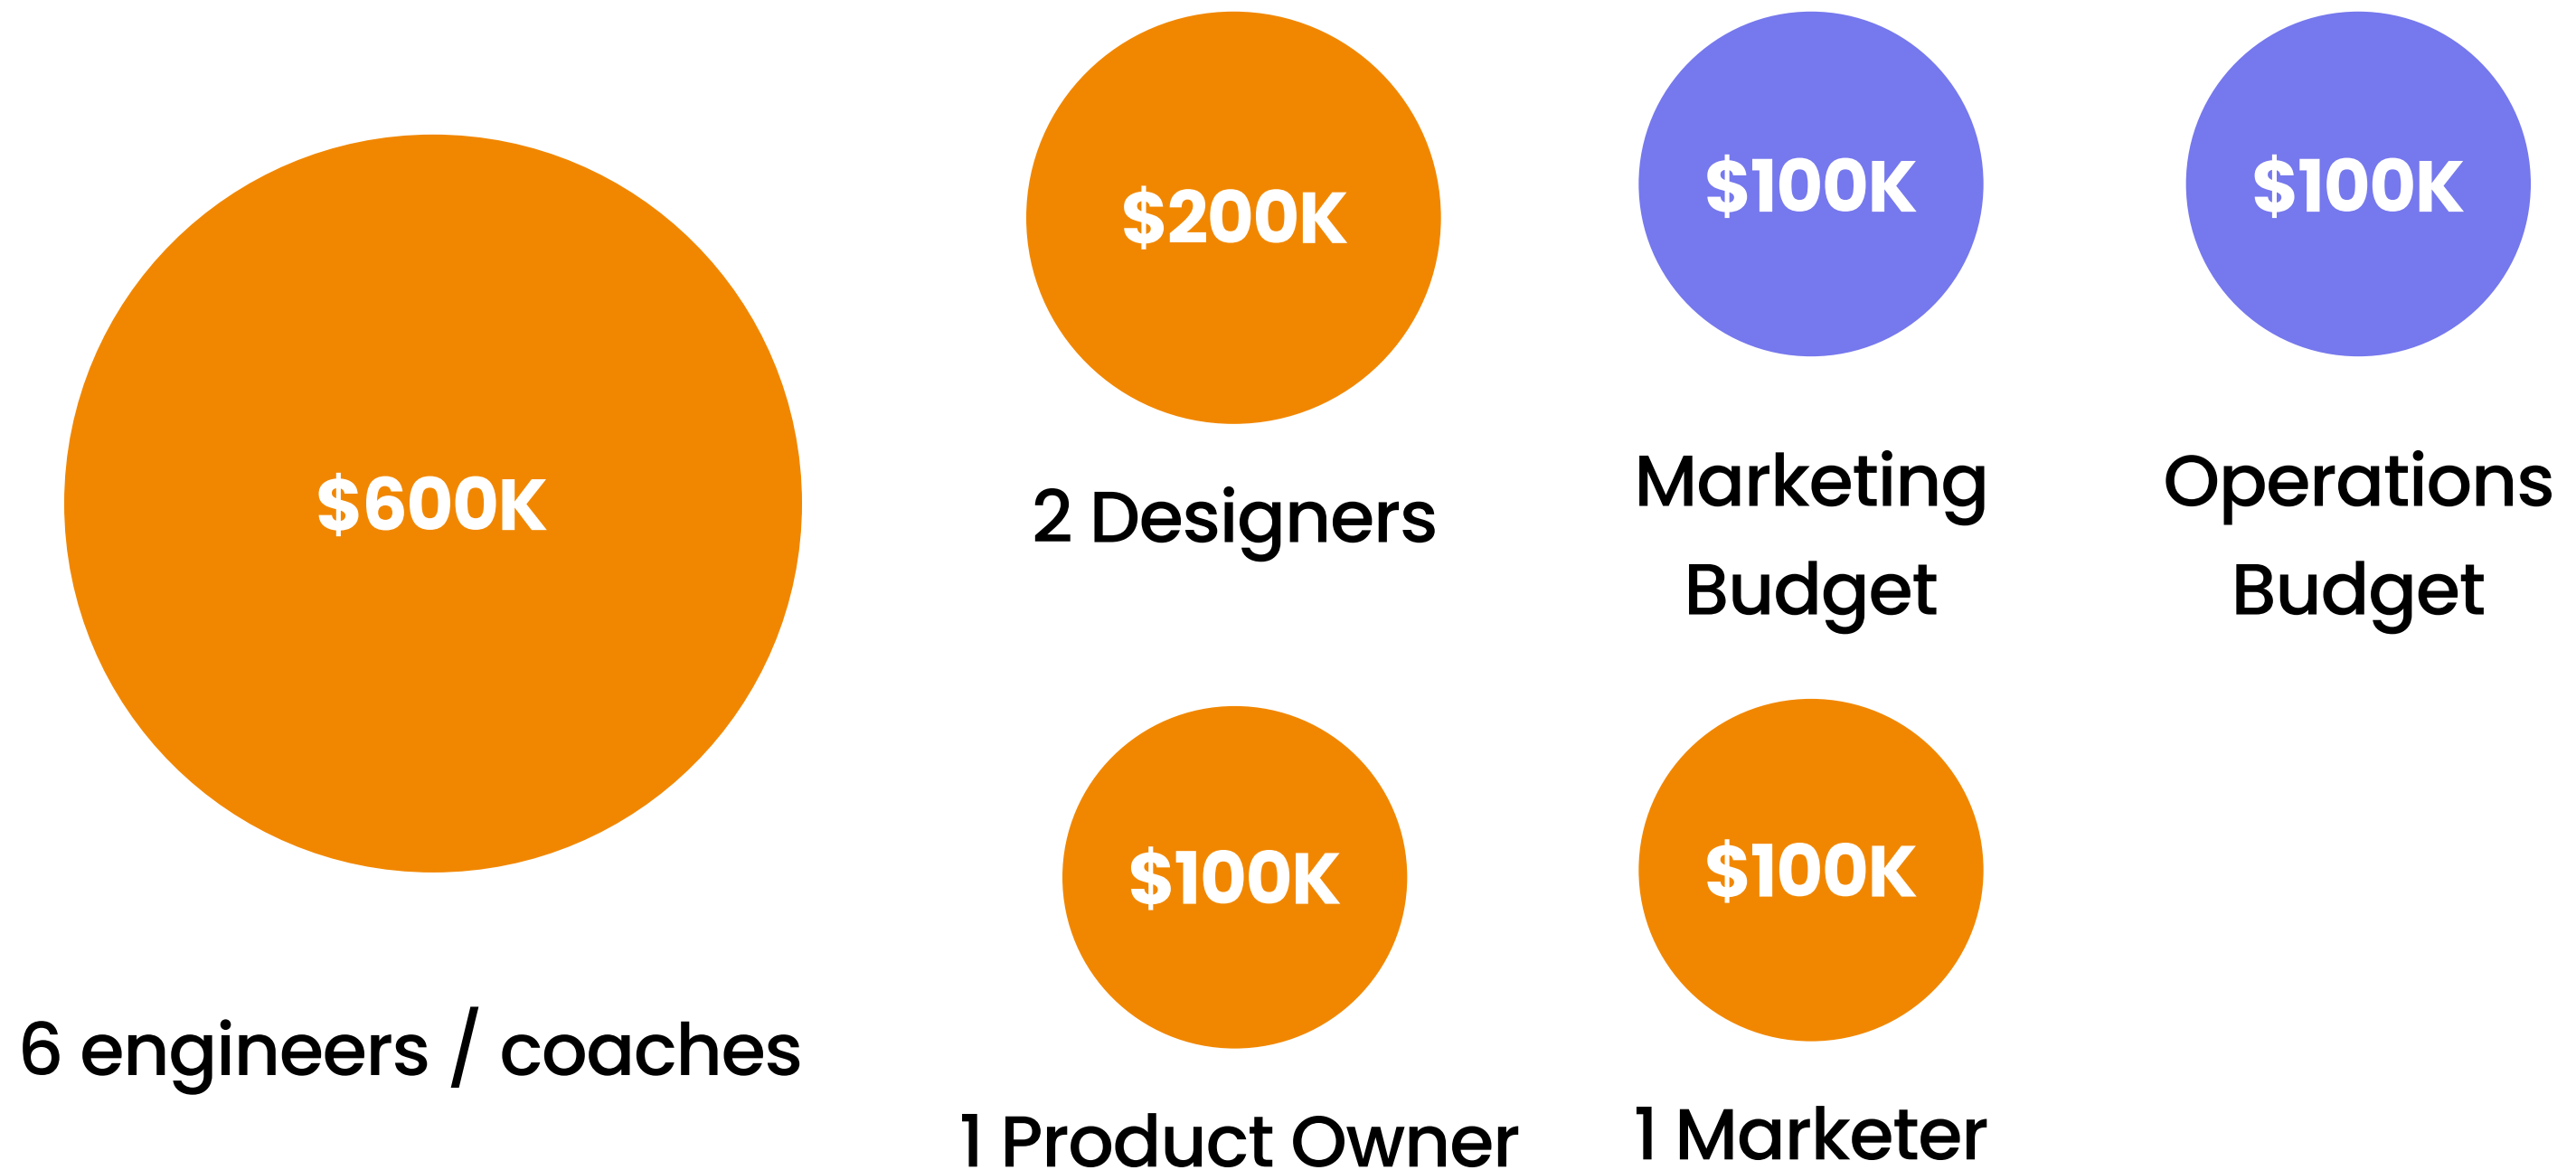 $600K
6 engineers / coaches
$200K
2 Designers
$100K
Marketing
Budget
$100K
Operations
Budget
$100K
1 Product Owner
$100K
1 Marketer